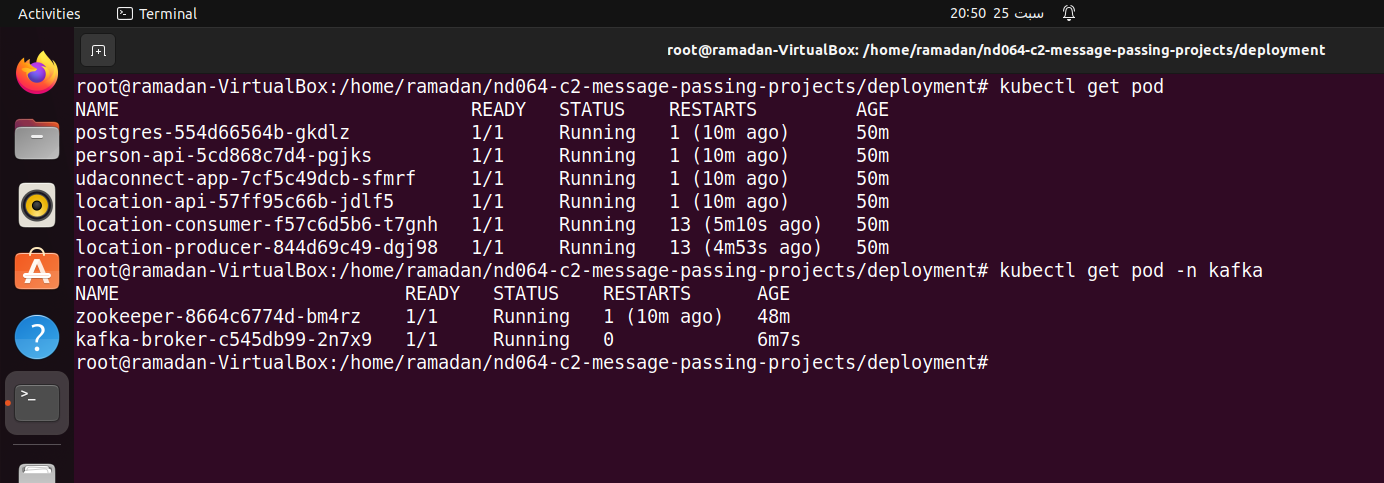 Activities Terminal 20:50 25 سبت
root@ramadan-VirtualBox: /home/ramadan/nd064-c2-message-passing-projects/deployment
root@ramadan-VirtualBox:/home/ramadan/nd064-c2-message-passing-projects/deployment# kubectl get pod
NAME READY STATUS RESTARTS AGE
postgres-554d66564b-gkdlz 1/1 Running 1 (10m ago) 50m
person-api-5cd868c7d4-pgjks 1/1 Running 1 (10m ago) 50m
udaconnect-app-7cf5c49dcb-sfmrf 1/1 Running 1 (10m ago) 50m
location-api-57ff95c66b-jdlf5 1/1 Running 1 (10m ago) 50m
location-consumer-f57c6d5b6-t7gnh 1/1 Running 13 (5m10s ago) 50m
location-producer-844d69c49-dgj98 1/1 Running 13 (4m53s ago) 50m
root@ramadan-VirtualBox:/home/ramadan/nd064-c2-message-passing-projects/deployment# kubectl get pod -n kafka
NAME READY STATUS RESTARTS AGE
zookeeper-8664c6774d-bm4rz 1/1 Running 1 (10m ago) 48m
kafka-broker-c545db99-2n7x9 1/1 Running 0 6m7s
root@ramadan-VirtualBox:/home/ramadan/nd064-c2-message-passing-projects/deployment#